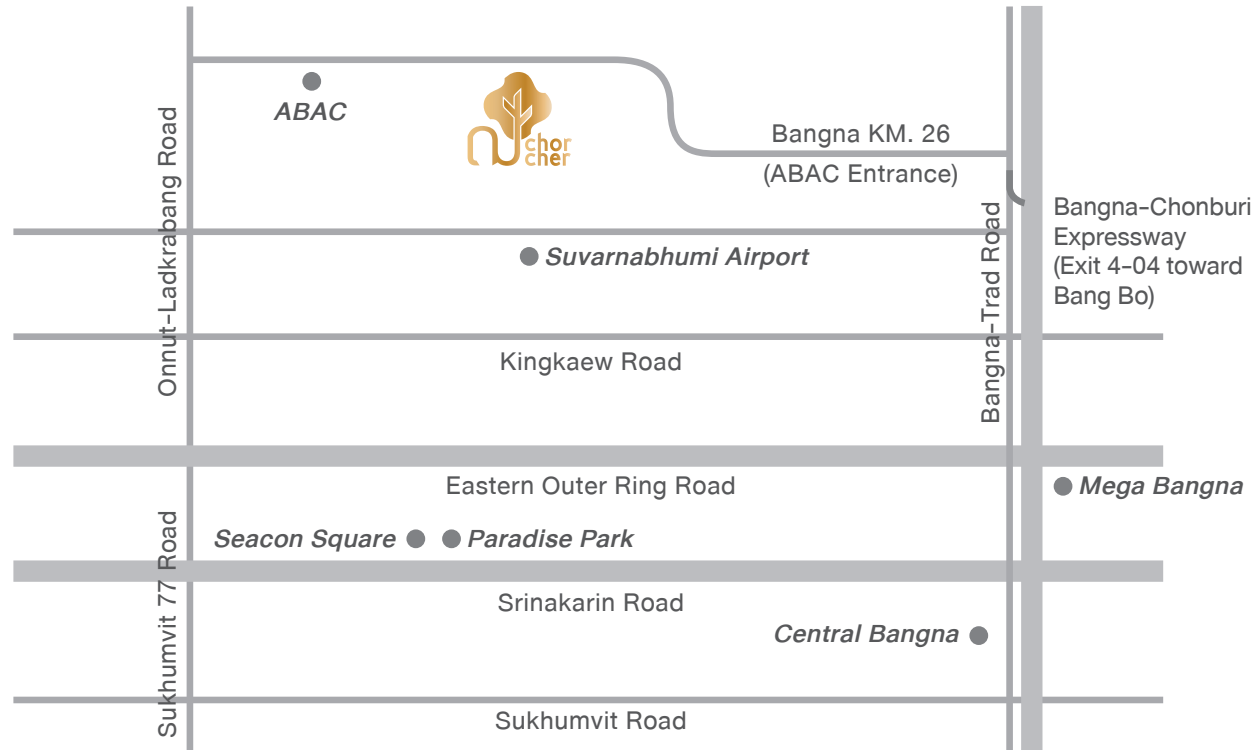 ABAC
chor
cher
Bangna KM. 26
(ABAC Entrance)
Onnut-Ladkrabang Road
Bangna-Trad Road
Bangna-Chonburi
Expressway
(Exit 4-04 toward
Bang Bo)
Suvarnabhumi Airport
Kingkaew Road
Eastern Outer Ring Road
Mega Bangna
Seacon Square
Paradise Park
Sukhumvit 77 Road
Srinakarin Road
Central Bangna
Sukhumvit Road